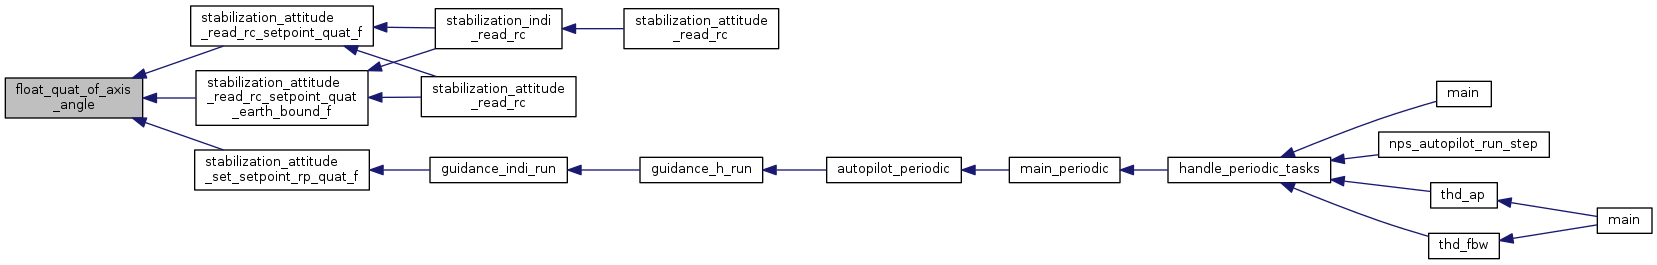 float_quat_of_axis
_angle
stabilization_attitude
_read_rc_setpoint_quat_f
stabilization_attitude
_read_rc_setpoint_quat
_earth_bound_f
stabilization_attitude
_set_setpoint_rp_quat_f
stabilization_indi
_read_rc
stabilization_attitude
_read_rc
stabilization_attitude
_read_rc
guidance_indi_run
guidance_h_run
autopilot_periodic
main_periodic
handle_periodic_tasks
main
nps_autopilot_run_step
thd_ap
thd_fbw
main